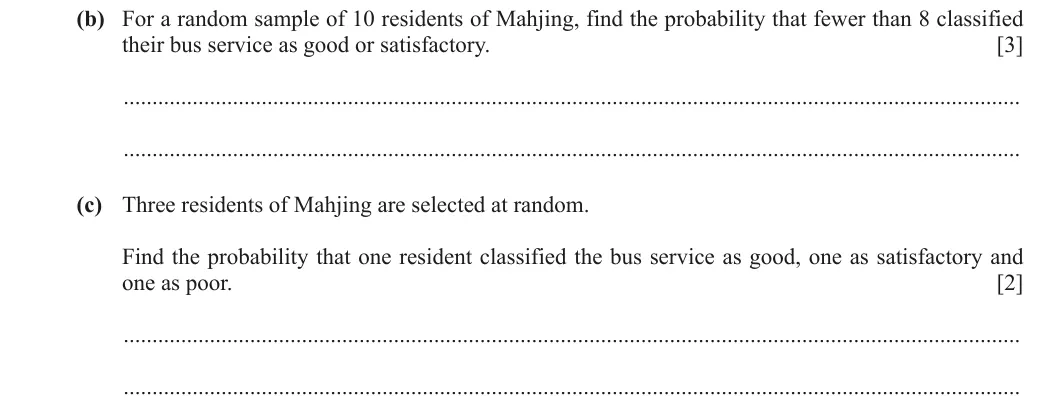 (b) For a random sample of 10 residents of Mahjing, find the probability that fewer than 8 classified
their bus service as good or satisfactory. [3]
(c) Three residents of Mahjing are selected at random.
Find the probability that one resident classified the bus service as good, one as satisfactory and
one as poor. [2]